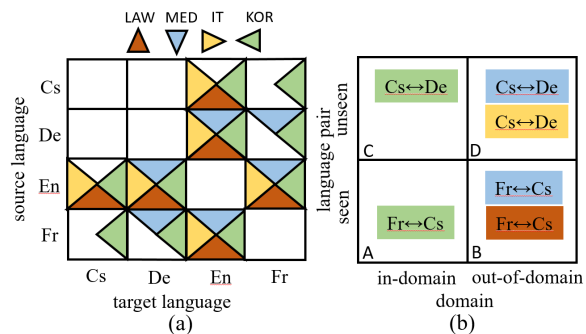 LAW MED IT KOR
source language
Cs
De
En
Fr
Cs De En Fr
target language
(a)
language pair
unseen
seen
Cs↔De
Cs↔De
Cs↔De
C
D
Fr↔Cs
Fr↔Cs
Fr↔Cs
A
B
in-domain out-of-domain
domain
(b)